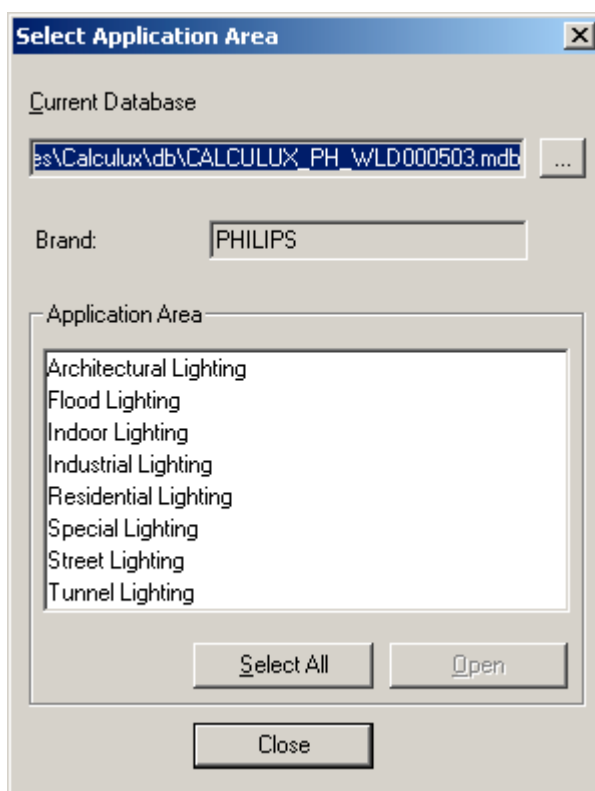 Select Application Area
Current Database
es\Calculux\db\CALCULUX_PH_WLD000503.mdb
...
Brand: PHILIPS
Application Area
Architectural Lighting
Flood Lighting
Indoor Lighting
Industrial Lighting
Residential Lighting
Special Lighting
Street Lighting
Tunnel Lighting
Select All Open
Close